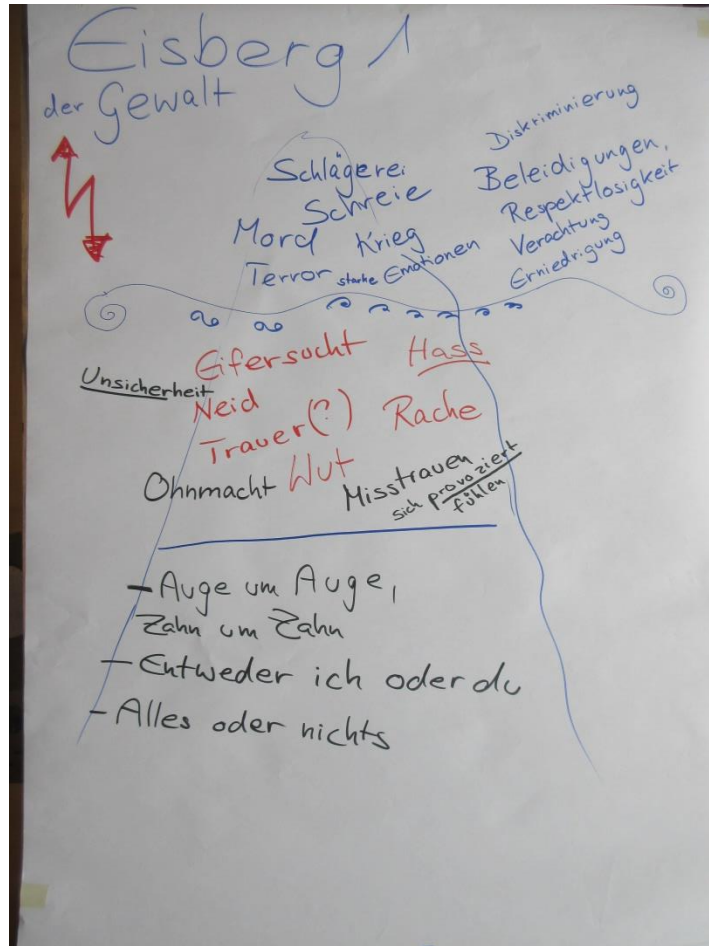 Eisberg 1
der Gewalt
Diskriminierung
Schlägerei
Beleidigungen,
Schreie
Respektlosigkeit
Mord Krieg
Verachtung
Terror starke Emotionen
Erniedrigung
Eifersucht Hass
Unsicherheit
Neid
Trauer (?) Rache
Ohnmacht Wut Misstrauen
sich provoziert
fühlen
- Auge um Auge,
Zahn um Zahn
- Entweder ich oder du
- Alles oder nichts